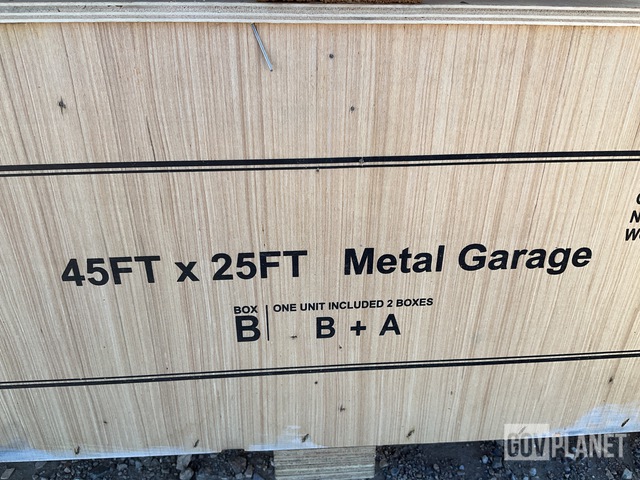 45FT x 25FT Metal Garage
BOX
B
ONE UNIT INCLUDED 2 BOXES
B + A
GOVPLANET